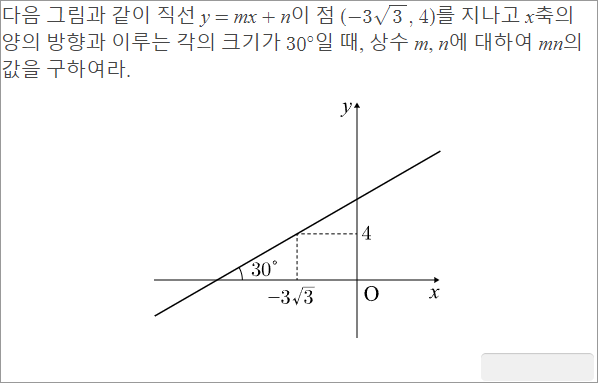 다음 그림과 같이 직선 y = mx + n이 점 (−3√3 , 4)를 지나고 x축의
양의 방향과 이루는 각의 크기가 30°일 때, 상수 m, n에 대하여 mn의
값을 구하여라.
y
4
30°
−3√3
O
x